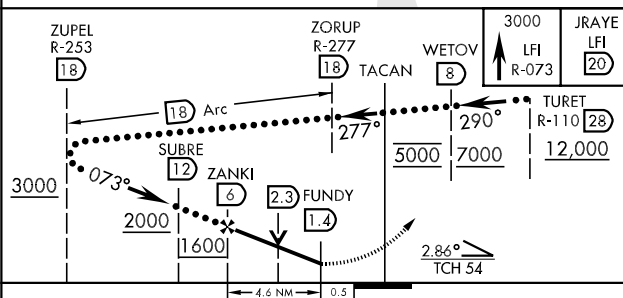 ZUPEL
R-253
18
ZORUP
R-277
18
TACAN
WETOV
8
3000
LFI
R-073
JRAYE
LFI
20
18 Arc
277°
290°
TURET
R-110 28
12,000
5000
7000
3000
073°
SUBRE
12
ZANKI
6
2.3
FUNDY
1.4
2000
1600
2.86°
TCH 54
4.6 NM
0.5